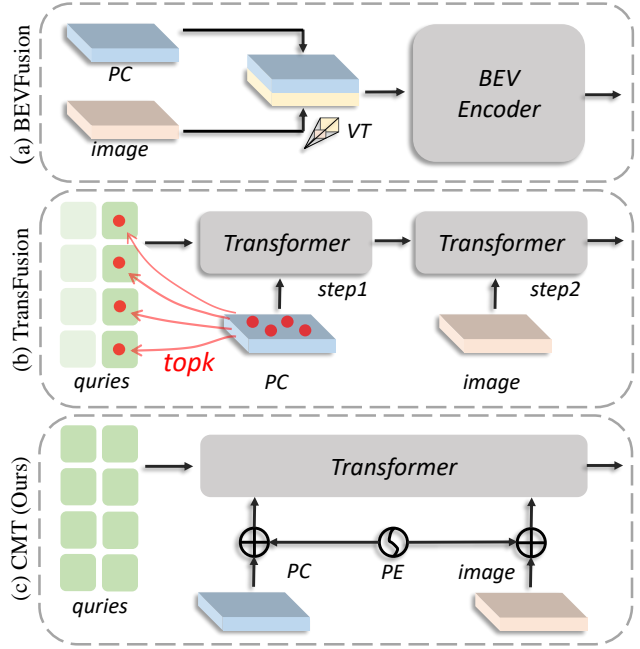 (a) BEVFusion
PC
image
VT
BEV
Encoder
(b) TransFusion
quries
topk
Transformer
step1
PC
Transformer
step2
image
(c) CMT (Ours)
quries
Transformer
PC
PE
image